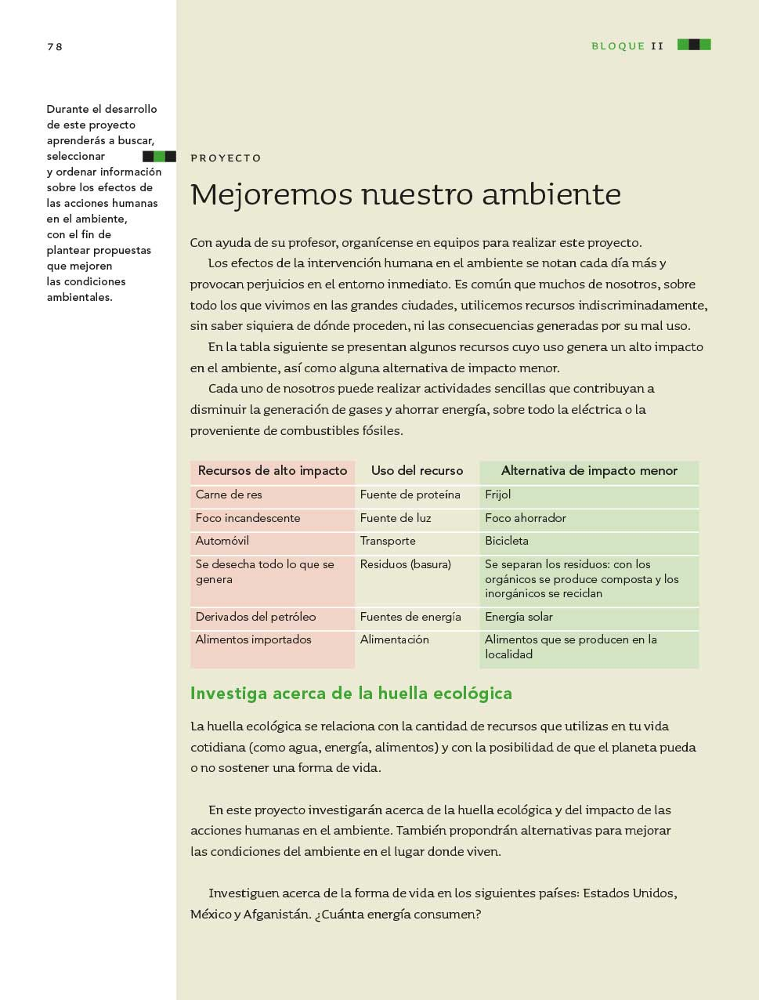 78
BLOQUE II
Durante el desarrollo
de este proyecto
aprenderás a buscar,
seleccionar
y ordenar información
sobre los efectos de
las acciones humanas
en el ambiente,
con el fin de
plantear propuestas
que mejoren
las condiciones
ambientales.
PROYECTO
Mejoremos nuestro ambiente
Con ayuda de su profesor, organícense en equipos para realizar este proyecto.
Los efectos de la intervención humana en el ambiente se notan cada día más y
provocan perjuicios en el entorno inmediato. Es común que muchos de nosotros, sobre
todo los que vivimos en las grandes ciudades, utilicemos recursos indiscriminadamente,
sin saber siquiera de dónde proceden, ni las consecuencias generadas por su mal uso.
En la tabla siguiente se presentan algunos recursos cuyo uso genera un alto impacto
en el ambiente, así como alguna alternativa de impacto menor.
Cada uno de nosotros puede realizar actividades sencillas que contribuyan a
disminuir la generación de gases y ahorrar energía, sobre todo la eléctrica o la
proveniente de combustibles fósiles.
Recursos de alto impacto Uso del recurso Alternativa de impacto menor
Carne de res Fuente de proteína Frijol
Foco incandescente Fuente de luz Foco ahorrador
Automóvil Transporte Bicicleta
Se desecha todo lo que se Residuos (basura) Se separan los residuos: con los
genera orgánicos se produce composta y los
inorgánicos se reciclan
Derivados del petróleo Fuentes de energía Energía solar
Alimentos importados Alimentación Alimentos que se producen en la
localidad
Investiga acerca de la huella ecológica
La huella ecológica se relaciona con la cantidad de recursos que utilizas en tu vida
cotidiana (como agua, energía, alimentos) y con la posibilidad de que el planeta pueda
o no sostener una forma de vida.
En este proyecto investigarán acerca de la huella ecológica y del impacto de las
acciones humanas en el ambiente. También propondrán alternativas para mejorar
las condiciones del ambiente en el lugar donde viven.
Investiguen acerca de la forma de vida en los siguientes países: Estados Unidos,
México y Afganistán. ¿Cuánta energía consumen?